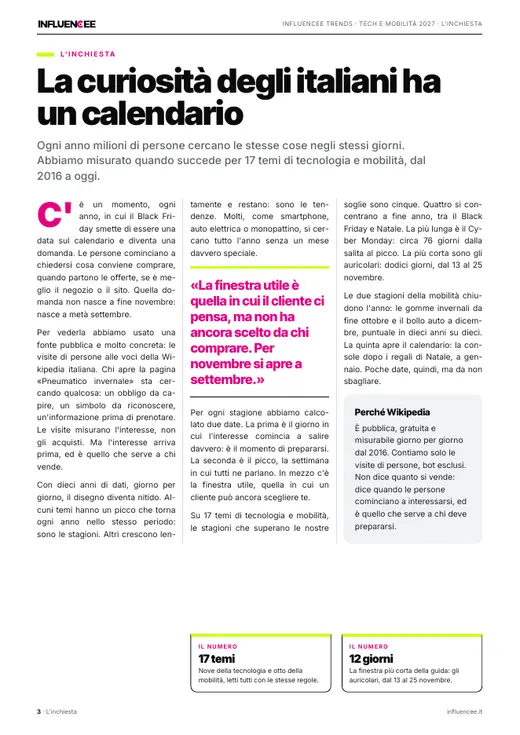 INFLUENCEE
INFLUENCEE TRENDS · TECH E MOBILITÀ 2027 · L'INCHIESTA
L'INCHIESTA
La curiosità degli italiani ha
un calendario
Ogni anno milioni di persone cercano le stesse cose negli stessi giorni.
Abbiamo misurato quando succede per 17 temi di tecnologia e mobilità, dal
2016 a oggi.
C'è un momento, ogni
anno, in cui il Black Fri-
day smette di essere una
data sul calendario e diventa una
domanda. Le persone cominciano a
chiedersi cosa conviene comprare,
quando partono le offerte, se è me-
glio il negozio o il sito. Quella do-
manda non nasce a fine novembre:
nasce a metà settembre.
Per vederla abbiamo usato una
fonte pubblica e molto concreta: le
visite di persone alle voci della Wi-
kipedia italiana. Chi apre la pagina
«Pneumatico invernale» sta cer-
cando qualcosa: un obbligo da ca-
pire, un simbolo da riconoscere,
un'informazione prima di prenotare.
Le visite misurano l'interesse, non
gli acquisti. Ma l'interesse arriva
prima, ed è quello che serve a chi
vende.
Con dieci anni di dati, giorno per
giorno, il disegno diventa nitido. Al-
cuni temi hanno un picco che torna
ogni anno nello stesso periodo:
sono le stagioni. Altri crescono len-
tamente e restano: sono le ten-
denze. Molti, come smartphone,
auto elettrica o monopattino, si cer-
cano tutto l'anno senza un mese
davvero speciale.
«La finestra utile è
quella in cui il cliente ci
pensa, ma non ha
ancora scelto da chi
comprare. Per
novembre si apre a
settembre.»
Per ogni stagione abbiamo calco-
lato due date. La prima è il giorno in
cui l'interesse comincia a salire
davvero: è il momento di prepararsi.
La seconda è il picco, la settimana
in cui tutti ne parlano. In mezzo c'è
la finestra utile, quella in cui un
cliente può ancora scegliere te.
Su 17 temi di tecnologia e mobilità,
le stagioni che superano le nostre
soglie sono cinque. Quattro si con-
centrano a fine anno, tra il Black
Friday e Natale. La più lunga è il Cy-
ber Monday: circa 76 giorni dalla
salita al picco. La più corta sono gli
auricolari: dodici giorni, dal 13 al 25
novembre.
Le due stagioni della mobilità chiu-
dono l'anno: le gomme invernali da
fine ottobre e il bollo auto a dicem-
bre, puntuale in dieci anni su dieci.
La quinta apre il calendario: la con-
sole dopo i regali di Natale, a gen-
naio. Poche date, quindi, ma da non
sbagliare.
Perché Wikipedia
È pubblica, gratuita e
misurabile giorno per giorno
dal 2016. Contiamo solo le
visite di persone, bot esclusi.
Non dice quanto si vende:
dice quando le persone
cominciano a interessarsi, ed
è quello che serve a chi deve
prepararsi.
IL NUMERO
17 temi
Nove della tecnologia e otto della
mobilità, letti tutti con le stesse regole.
IL NUMERO
12 giorni
La finestra più corta della guida: gli
auricolari, dal 13 al 25 novembre.
3 · L'inchiesta
influencee.it